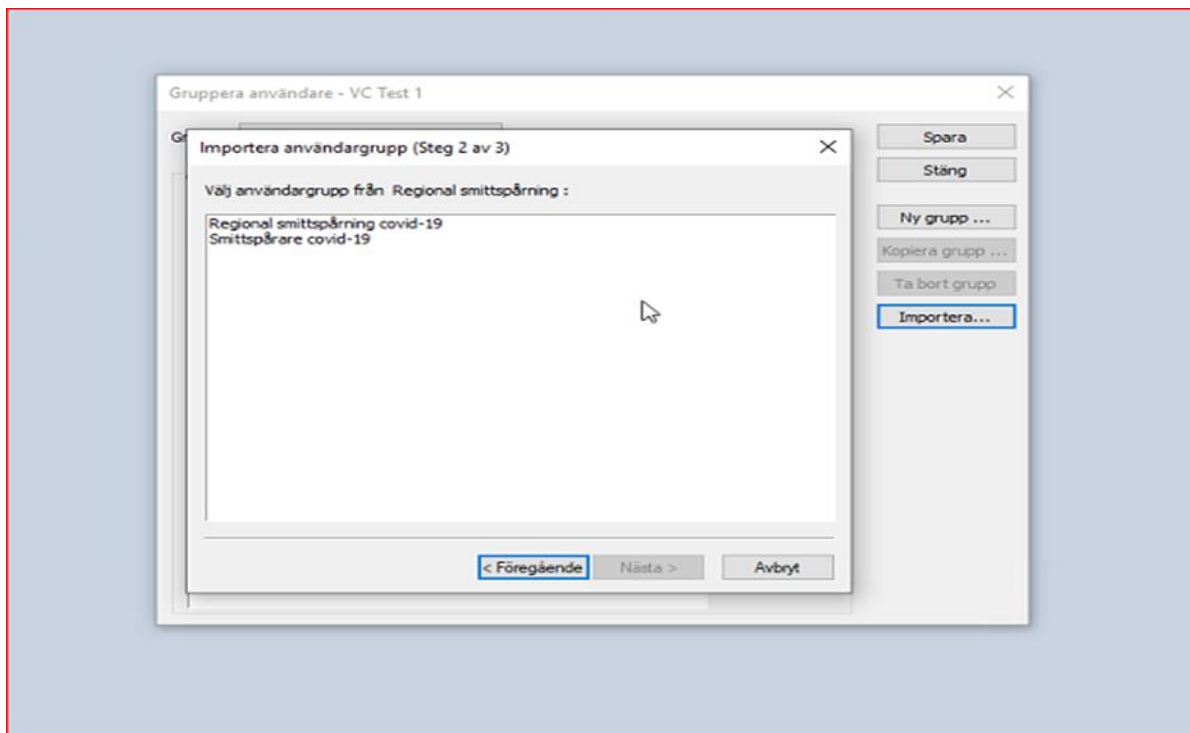 Gruppera användare - VC Test 1
Importera användargrupp (Steg 2 av 3)
Välj användargrupp från Regional smittspårning :
Regional smittspårning covid-19
Smittspårare covid-19
< Föregående
Nästa >
Avbryt
Spara
Stäng
Ny grupp ...
Kopiera grupp ...
Ta bort grupp
Importera...